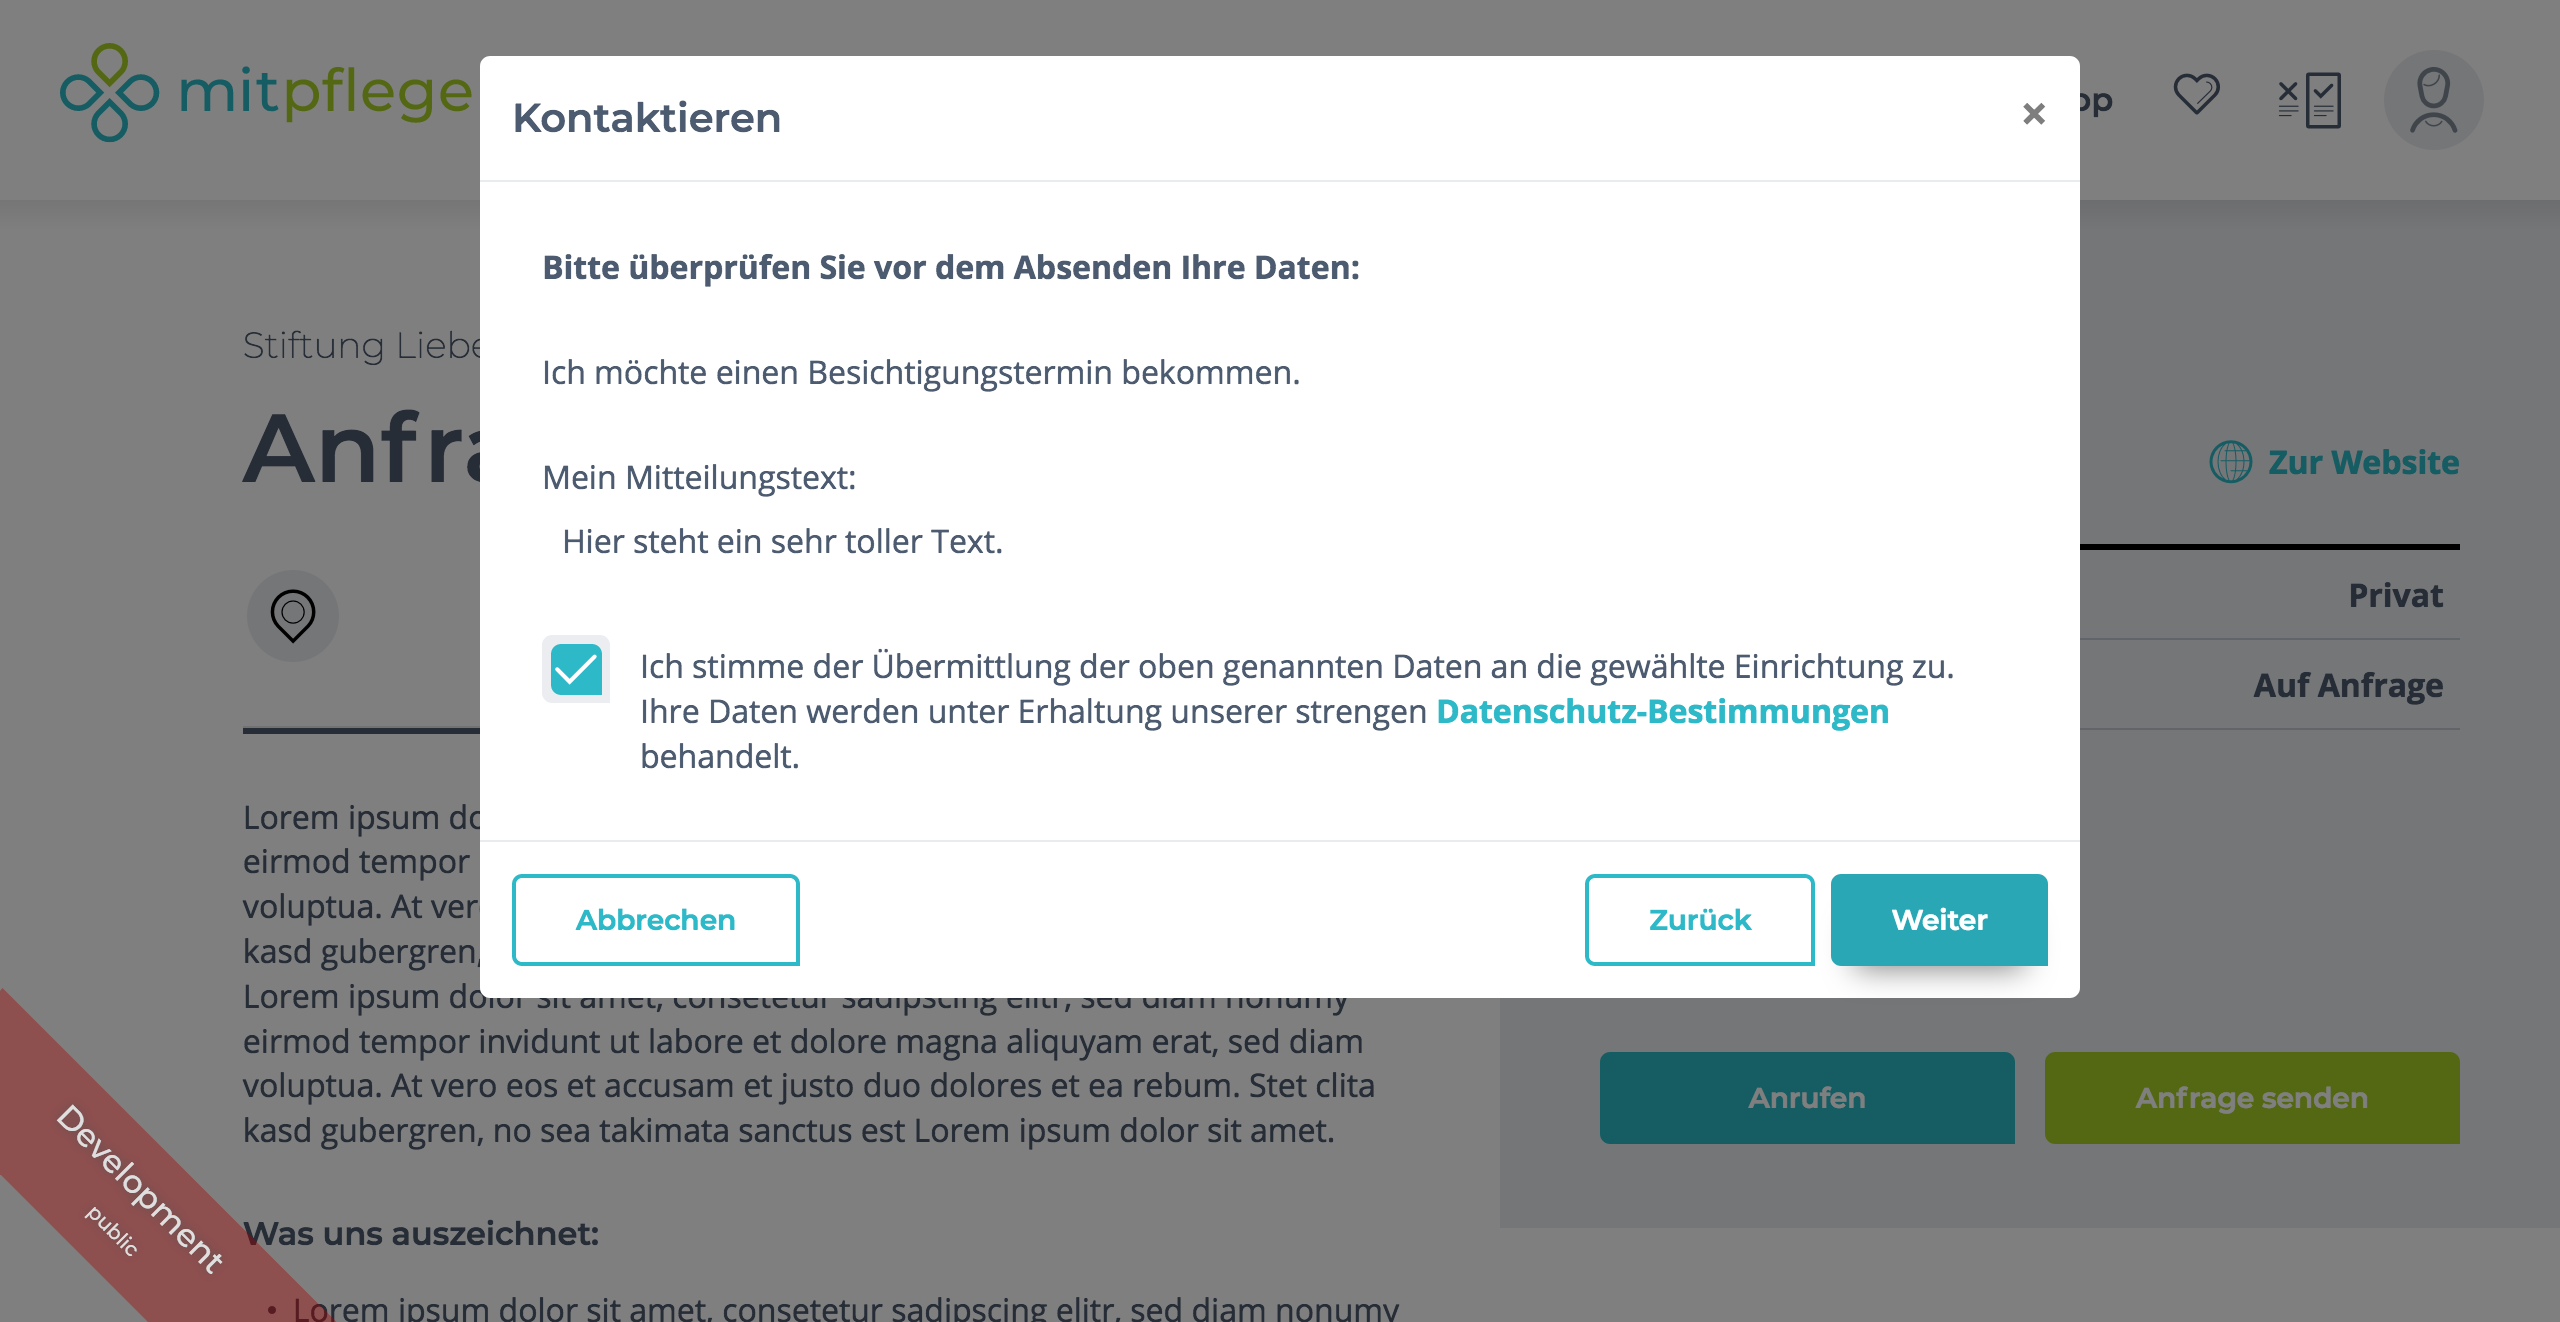 mitpflege
op
Kontaktieren
×
Bitte überprüfen Sie vor dem Absenden Ihre Daten:
Ich möchte einen Besichtigungstermin bekommen.
Mein Mitteilungstext:
Hier steht ein sehr toller Text.
Ich stimme der Übermittlung der oben genannten Daten an die gewählte Einrichtung zu.
Ihre Daten werden unter Erhaltung unserer strengen Datenschutz-Bestimmungen
behandelt.
Abbrechen
Zurück
Weiter
Stiftung Liebe
Anfra
Zur Website
Privat
Auf Anfrage
Lorem ipsum do
eirmod tempor
voluptua. At ver
kasd gubergren,
Lorem ipsum dolor sit amet, consetetur sadipscing elitr, sed diam nonumy
eirmod tempor invidunt ut labore et dolore magna aliquyam erat, sed diam
voluptua. At vero eos et accusam et justo duo dolores et ea rebum. Stet clita
kasd gubergren, no sea takimata sanctus est Lorem ipsum dolor sit amet.
Anrufen
Anfrage senden
Was uns auszeichnet:
• Lorem ipsum dolor sit amet, consetetur sadipscing elitr, sed diam nonumy
Development
public